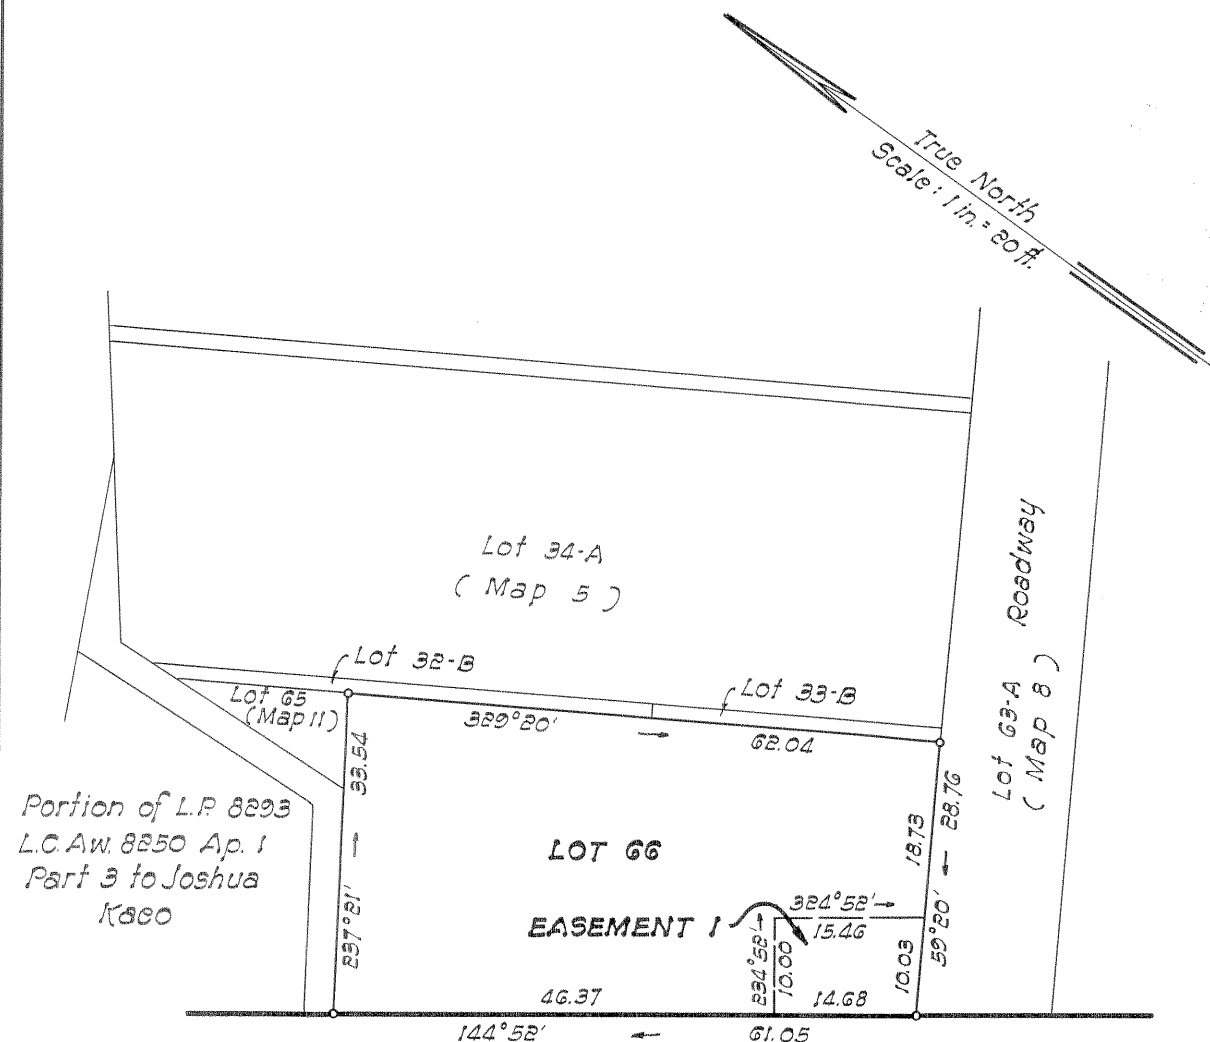 True North
Scale: 1 in. = 20 ft.
Lot 34-A
( Map 5 )
Lot 63-A Roadway
( Map 8 )
Lot 32-B
Lot 33-B
Lot 65
(Map 11)
329°20'
62.04
33.54
237°21'
Portion of L.P. 8293
L.C.Aw. 8250 Ap. 1
Part 3 to Joshua
Kaeo
LOT 66
EASEMENT 1
18.73
28.76
59°20'
10.03
324°52'
15.46
234°52'
10.00
46.37
14.68
144°52'
61.05